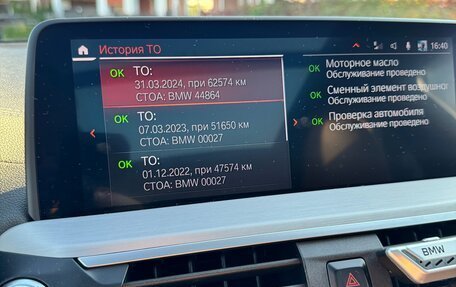 История ТО
16:40
OK ТО:
31.03.2024, при 62574 км
СТОА: BMW 44864
OK ТО:
07.03.2023, при 51650 км
СТОА: BMW 00027
OK ТО:
01.12.2022, при 47574 км
СТОА: BMW 00027
OK Моторное масло
Обслуживание проведено
OK Сменный элемент воздушног
Обслуживание проведено
OK Проверка автомобиля
Обслуживание проведено
BMW